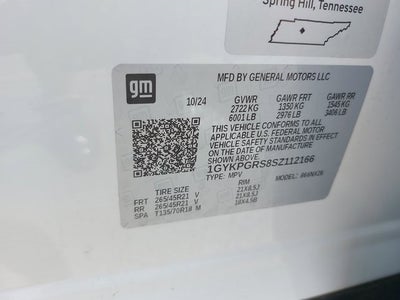 Spring Hill, Tennessee
gm
MFD BY GENERAL MOTORS LLC
10/24 GVWR GAWR FRT GAWR RR
2722 KG 1350 KG 1545 KG
6001 LB 2976 LB 3406 LB
THIS VEHICLE CONFORMS TO ALL
APPLICABLE U.S. FEDERAL MOTOR
VEHICLE SAFETY STANDARDS IN EFFECT ON
THE DATE OF MANUFACTURE SHOWN ABOVE.
1GYKPGRS8SZ112166
TYPE: MPV MODEL: 6NX26
TIRE SIZE RIM
FRT 265/45R21 V 21X8.5J
RR 265/45R21 V 21X8.5J
SPA T135/70R18 M 18X4.5B